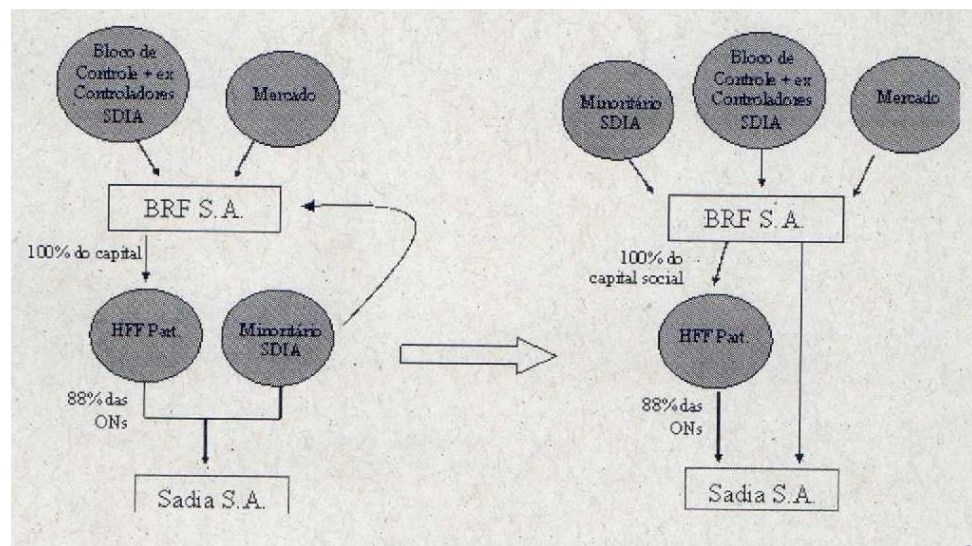 Bloco de
Controle + ex
Controladores
SDIA
Mercado
BRF S.A.
100% do capital
HFF Part.
Minoritário
SDIA
88% das
ONs
Sadia S.A.
Minoritário
SDIA
Bloco de
Controle + ex
Controladores
SDIA
Mercado
BRF S.A.
100% do
capital social
HFF Part.
88% das
ONs
Sadia S.A.